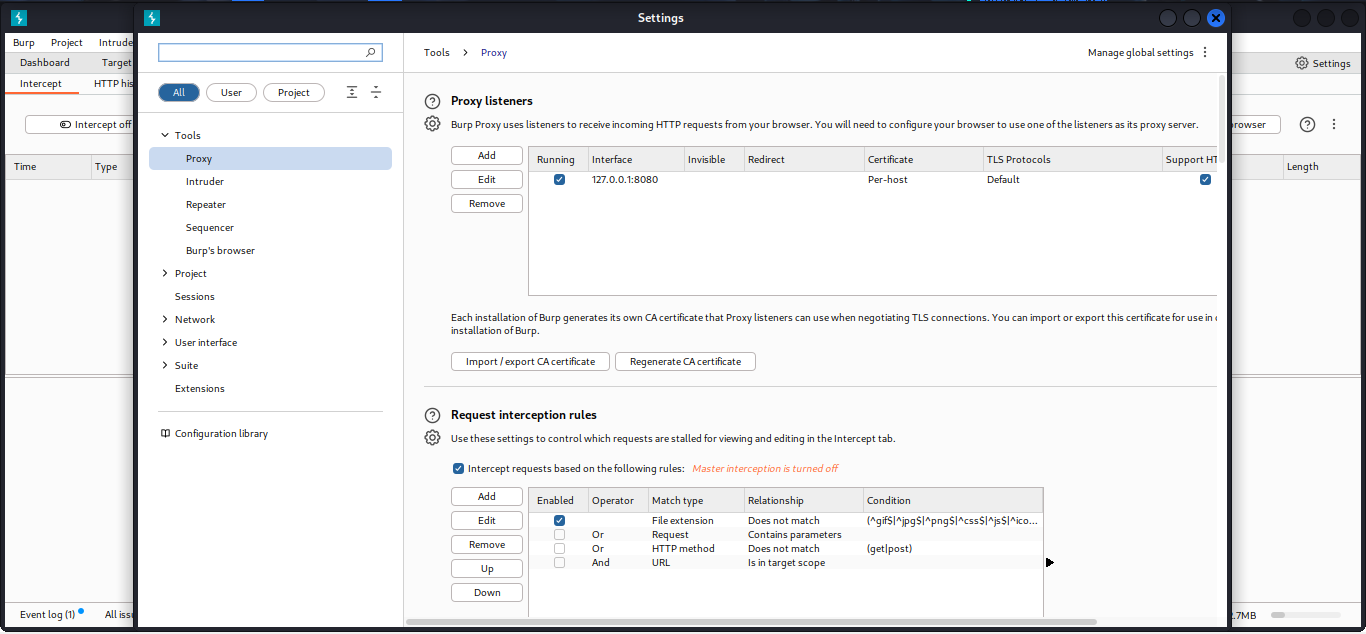 Settings
Burp Project Intrude
Dashboard Target
Settings
Intercept HTTP his
Intercept off
rowser
Time Type
Length
Event log (1) All issu
.7MB
All User Project
Tools
Proxy
Intruder
Repeater
Sequencer
Burp's browser
Project
Sessions
Network
User interface
Suite
Extensions
Configuration library
Tools > Proxy
Manage global settings
Proxy listeners
Burp Proxy uses listeners to receive incoming HTTP requests from your browser. You will need to configure your browser to use one of the listeners as its proxy server.
Add
Edit
Remove
Running Interface Invisible Redirect Certificate TLS Protocols Support HT
127.0.0.1:8080 Per-host Default
Each installation of Burp generates its own CA certificate that Proxy listeners can use when negotiating TLS connections. You can import or export this certificate for use in
installation of Burp.
Import / export CA certificate Regenerate CA certificate
Request interception rules
Use these settings to control which requests are stalled for viewing and editing in the Intercept tab.
Intercept requests based on the following rules: Master interception is turned off
Add
Edit
Remove
Up
Down
Enabled Operator Match type Relationship Condition
File extension Does not match (^gif$|^jpg$|^png$|^css$|^js$|^ico...
Or Request Contains parameters
Or HTTP method Does not match (get|post)
And URL Is in target scope